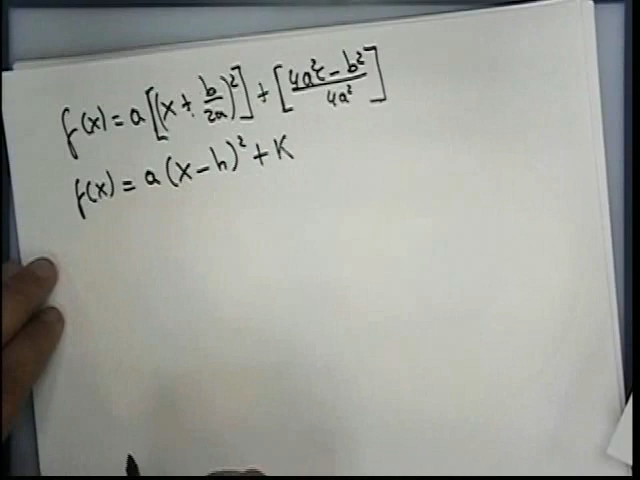 f(x) = a[(x + b/2a)²] + [4a²c - b²/4a²]
f(x) = a(x - h)² + K